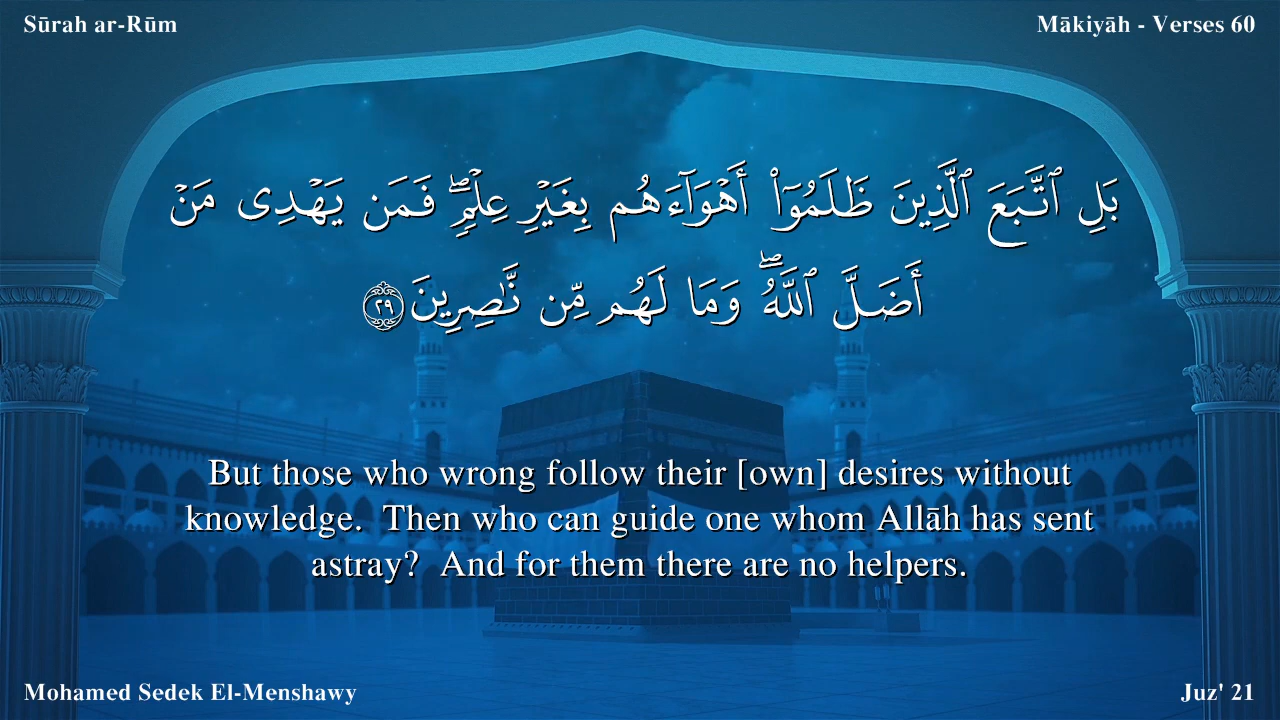 Sūrah ar-Rūm
Mākiyāh - Verses 60
بَلِ ٱتَّبَعَ ٱلَّذِينَ ظَلَمُوٓا۟ أَهْوَآءَهُم بِغَيْرِ عِلْمٍۢ ۖ فَمَن يَهْدِى مَنْ
أَضَلَّ ٱللَّهُ ۖ وَمَا لَهُم مِّن نَّـٰصِرِينَ ٢٩
But those who wrong follow their [own] desires without
knowledge.  Then who can guide one whom Allāh has sent
astray?  And for them there are no helpers.
Mohamed Sedek El-Menshawy
Juz' 21